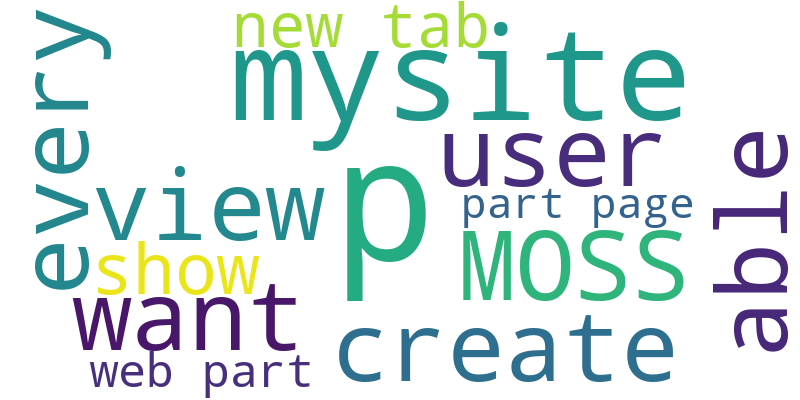 new tab
mysite
every
user
able
view
p
part page
show
MOSS
want
create
web part